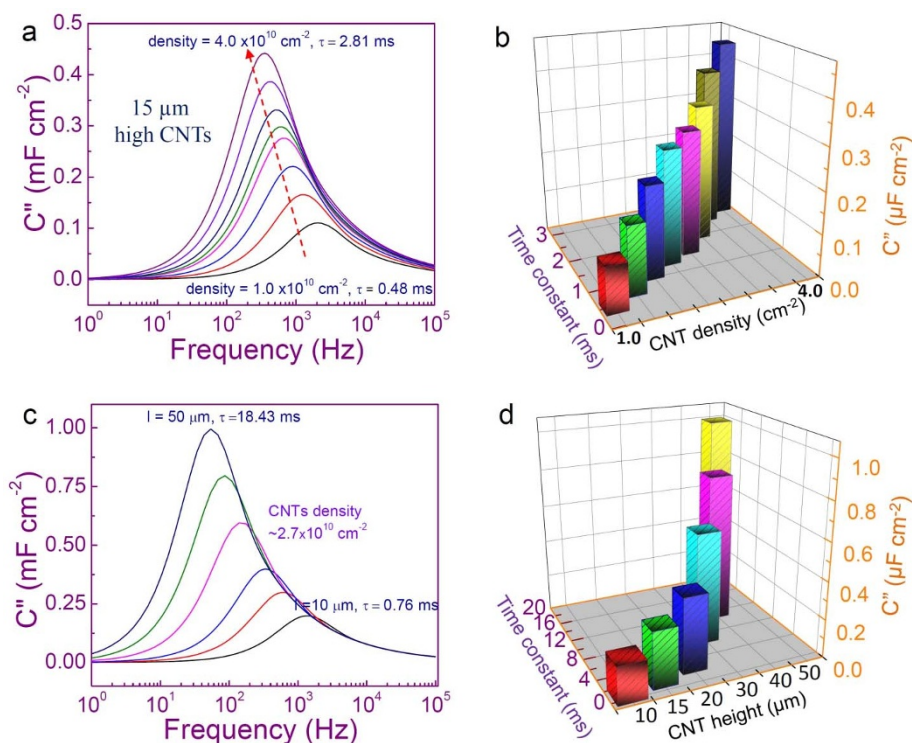 a
density = 4.0 x10¹⁰ cm⁻², τ = 2.81 ms
15 µm
high CNTs
density = 1.0 x10¹⁰ cm⁻², τ = 0.48 ms
C" (mF cm⁻²)
0.5
0.4
0.3
0.2
0.1
0.0
10⁰ 10¹ 10² 10³ 10⁴ 10⁵
Frequency (Hz)
b
0.4
0.3
0.2
0.1
0.0
C" (µF cm⁻²)
3
2
1
0
Time constant (ms)
1.0
4.0
CNT density (cm⁻²)
c
l = 50 µm, τ =18.43 ms
CNTs density
~2.7x10¹⁰ cm⁻²
l =10 µm, τ = 0.76 ms
C" (mF cm⁻²)
1.00
0.75
0.50
0.25
0.00
10⁰ 10¹ 10² 10³ 10⁴ 10⁵
Frequency (Hz)
d
1.0
0.8
0.6
0.4
0.2
0.0
C" (µF cm⁻²)
20
16
12
8
4
0
Time constant (ms)
10 15 20 30 40 50
CNT height (µm)